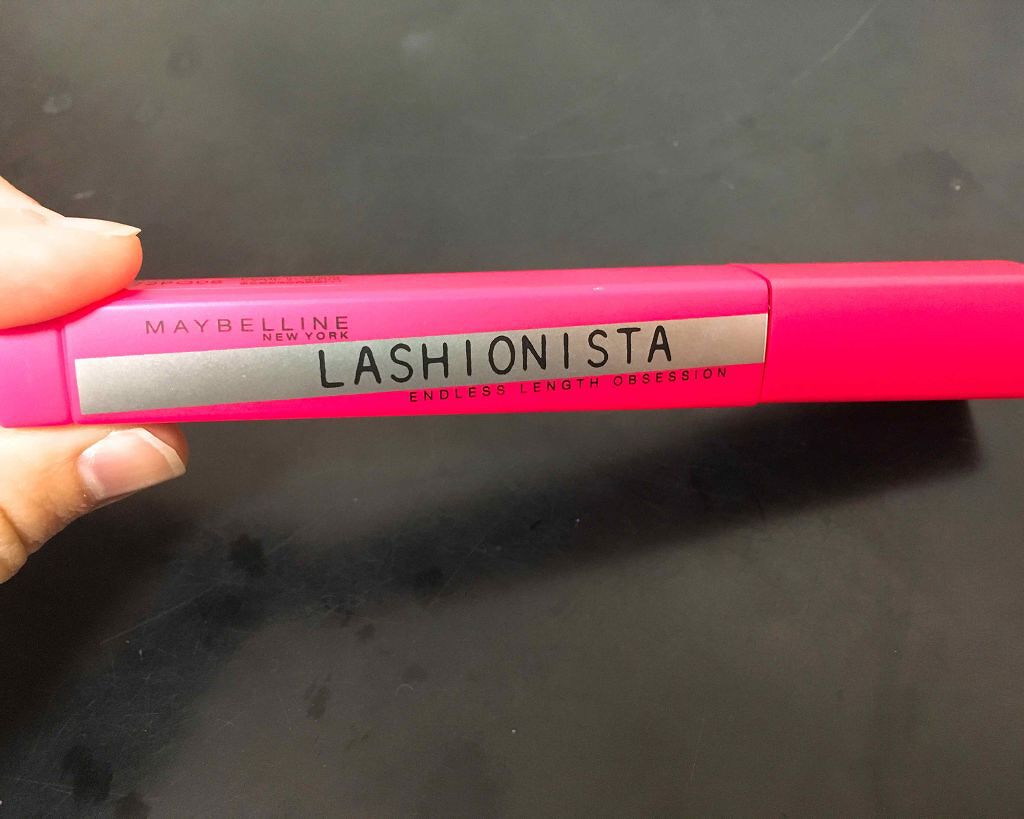 MAYBELLINE
NEW YORK
LASHIONISTA
ENDLESS LENGTH OBSESSION